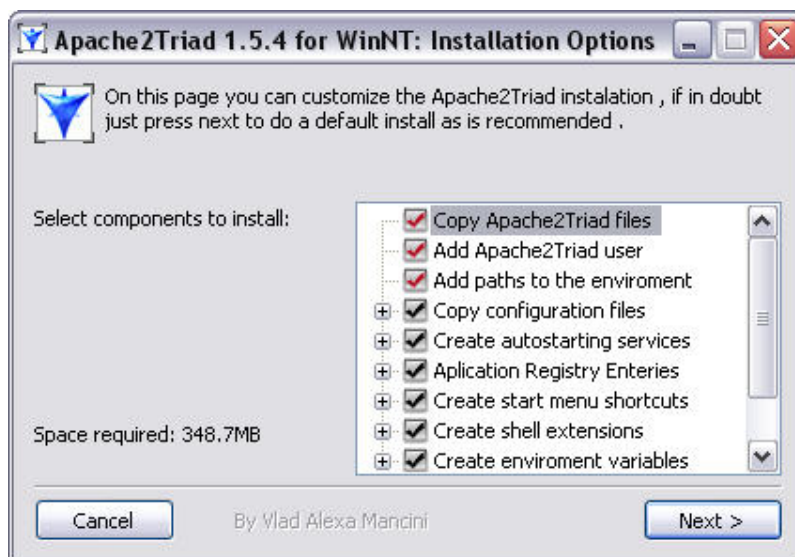 Apache2Triad 1.5.4 for WinNT: Installation Options
On this page you can customize the Apache2Triad instalation , if in doubt
just press next to do a default install as is recommended .
Select components to install:
Copy Apache2Triad files
Add Apache2Triad user
Add paths to the enviroment
Copy configuration files
Create autostarting services
Aplication Registry Enteries
Create start menu shortcuts
Create shell extensions
Create enviroment variables
Space required: 348.7MB
Cancel
By Vlad Alexa Mancini
Next >